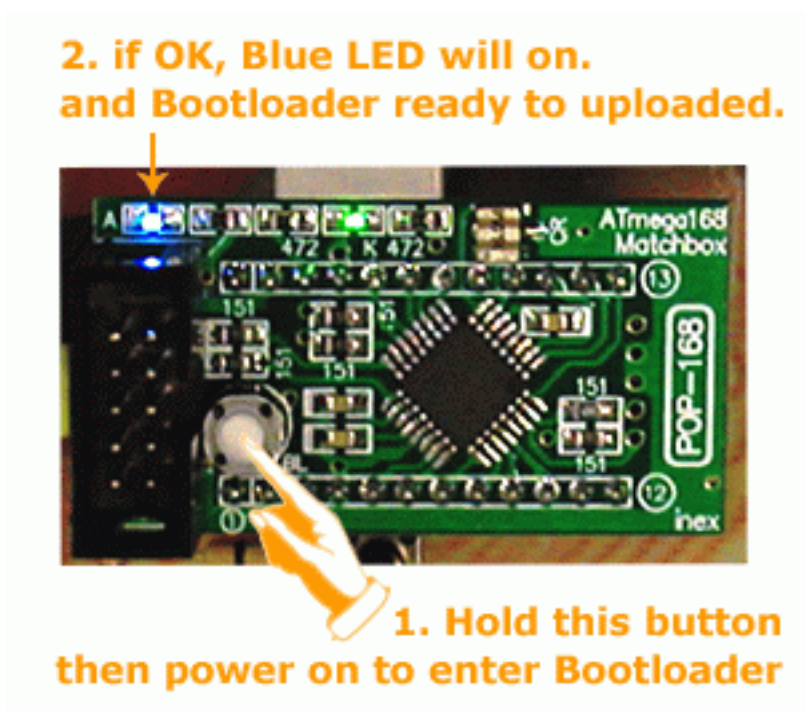 2. if OK, Blue LED will on.
and Bootloader ready to uploaded.
A
472
K
472
ATmega168
Matchbox
13
151
151
151
151
POP-168
BL
151
1
12
inex
1. Hold this button
then power on to enter Bootloader